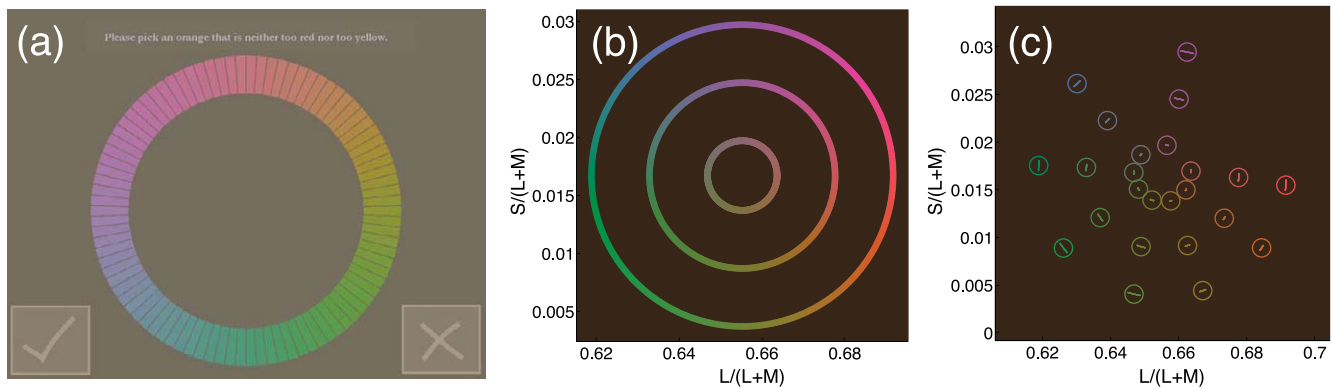 (a)
Please pick an orange that is neither too red nor too yellow.
(b)
S/(L+M)
0.03
0.025
0.02
0.015
0.01
0.005
0.62
0.64
0.66
0.68
L/(L+M)
(c)
S/(L+M)
0.03
0.025
0.02
0.015
0.01
0.005
0
0.62
0.64
0.66
0.68
0.7
L/(L+M)